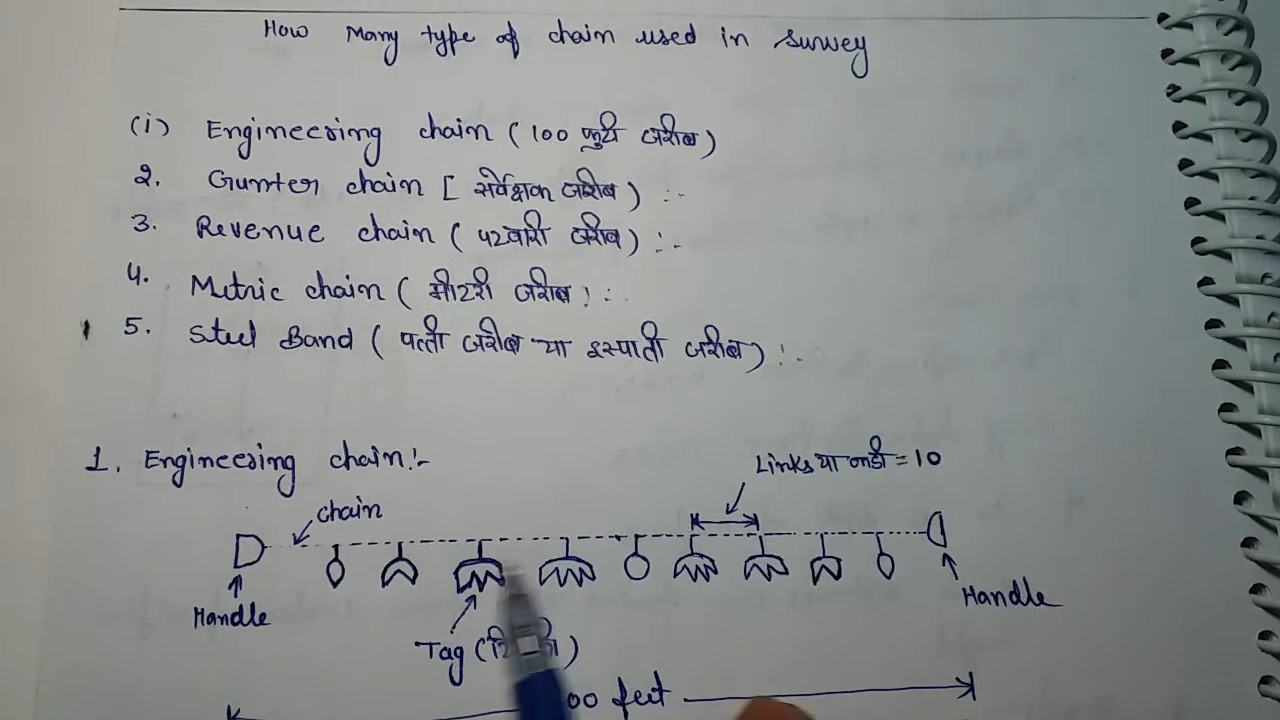 How Many type of chain used in Survey
(i) Engineering chain ( 100 फुटी जरीब )
2. Gunter chain [ सर्वेक्षक जरीब ) :-
3. Revenue chain ( पटवारी जरीब ) :-
4. Metric chain ( मीटरी जरीब ) :-
5. Steel Band ( पत्ती जरीब या इस्पाती जरीब ) :-
1. Engineering chain :-
Links या कडी = 10
chain
Handle
Handle
Tag
feet